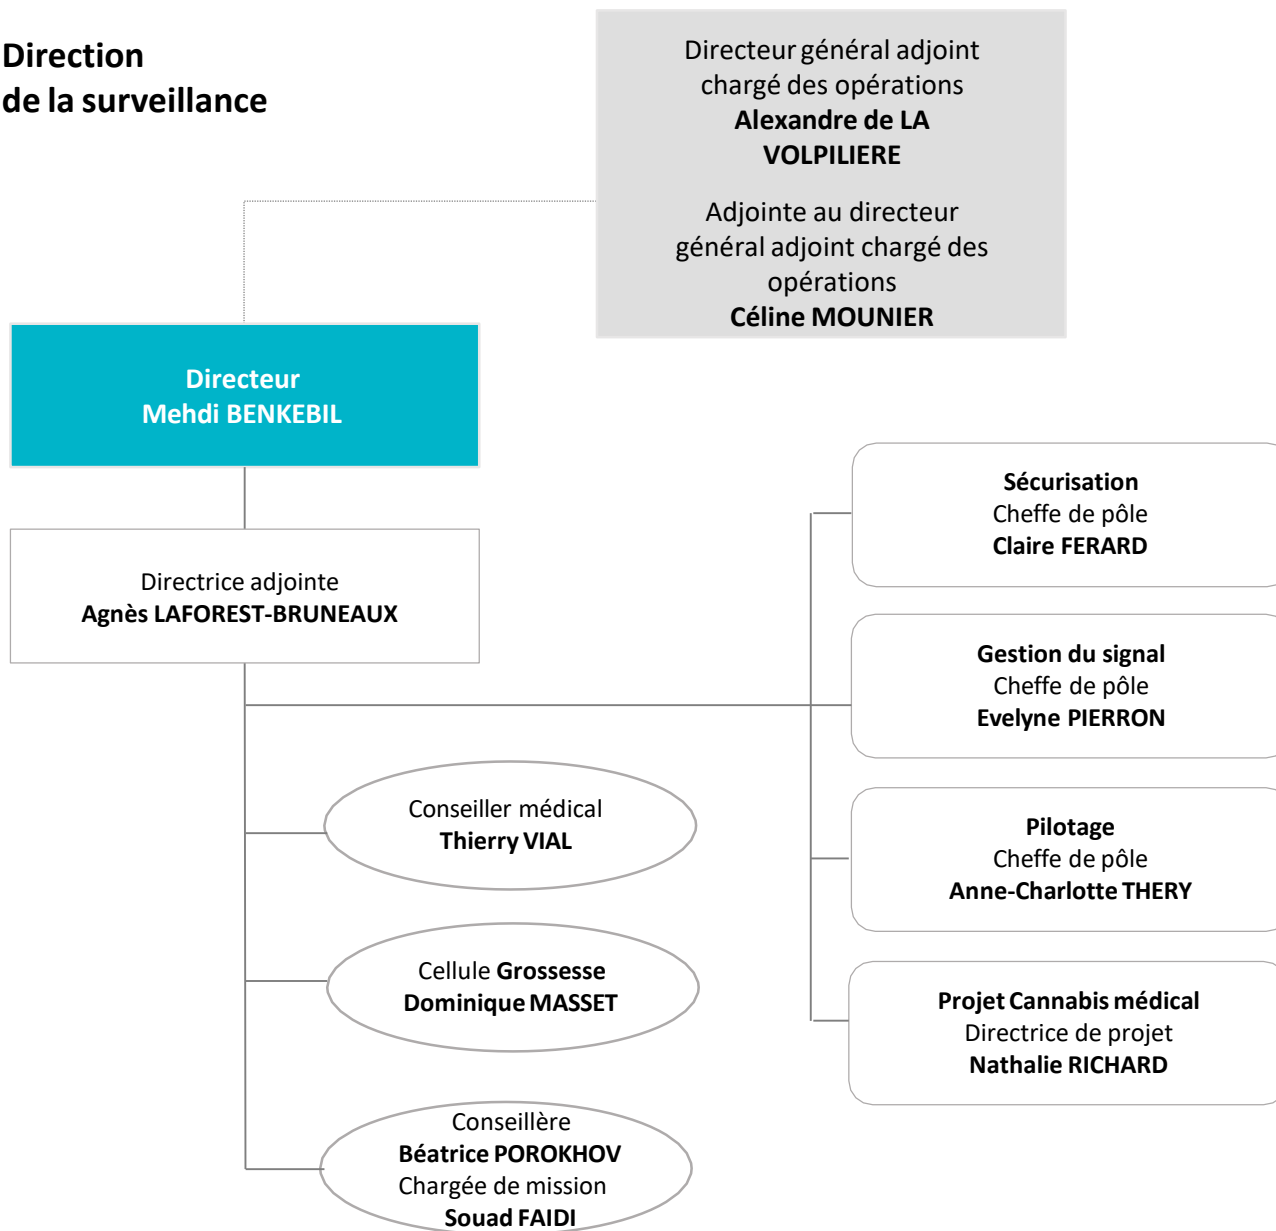 Direction
de la surveillance
Directeur général adjoint
chargé des opérations
Alexandre de LA
VOLPILIERE
Adjointe au directeur
général adjoint chargé des
opérations
Céline MOUNIER
Directeur
Mehdi BENKEBIL
Directrice adjointe
Agnès LAFOREST-BRUNEAUX
Sécurisation
Cheffe de pôle
Claire FERARD
Gestion du signal
Cheffe de pôle
Evelyne PIERRON
Pilotage
Cheffe de pôle
Anne-Charlotte THERY
Projet Cannabis médical
Directrice de projet
Nathalie RICHARD
Conseiller médical
Thierry VIAL
Cellule Grossesse
Dominique MASSET
Conseillère
Béatrice POROKHOV
Chargée de mission
Souad FAIDI